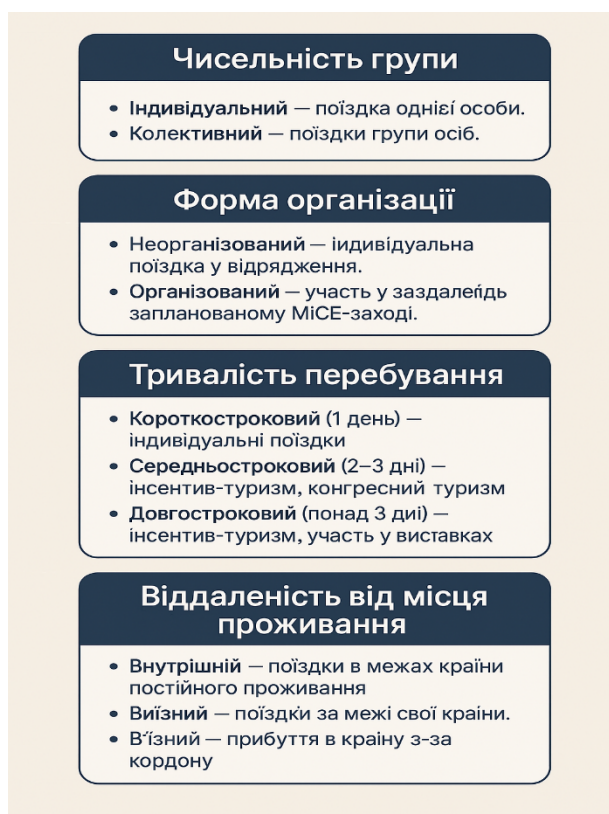 Чисельність групи
• Індивідуальний — поїздка однієї особи.
• Колективний — поїздки групи осіб.
Форма організації
• Неорганізований — індивідуальна
поїздка у відрядження.
• Організований — участь у заздалегідь
запланованому МіСЕ-заході.
Тривалість перебування
• Короткостроковий (1 день) —
індивідуальні поїздки
• Середньостроковий (2–3 дні) —
інсентив-туризм, конгресний туризм
• Довгостроковий (понад 3 диі) —
інсентив-туризм, участь у виставках
Віддаленість від місця
проживання
• Внутрішній — поїздки в межах країни
постійного проживання
• Виїзний — поїздки за межі свої країни.
• В'їзний — прибуття в країну з-за
кордону